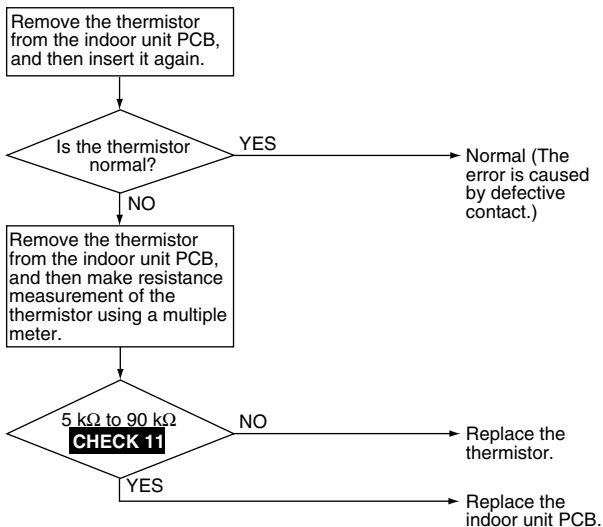 Remove the thermistor
from the indoor unit PCB,
and then insert it again.
Is the thermistor
normal?
YES
Normal (The
error is caused
by defective
contact.)
NO
Remove the thermistor
from the indoor unit PCB,
and then make resistance
measurement of the
thermistor using a multiple
meter.
5 kΩ to 90 kΩ
CHECK 11
NO
Replace the
thermistor.
YES
Replace the
indoor unit PCB.